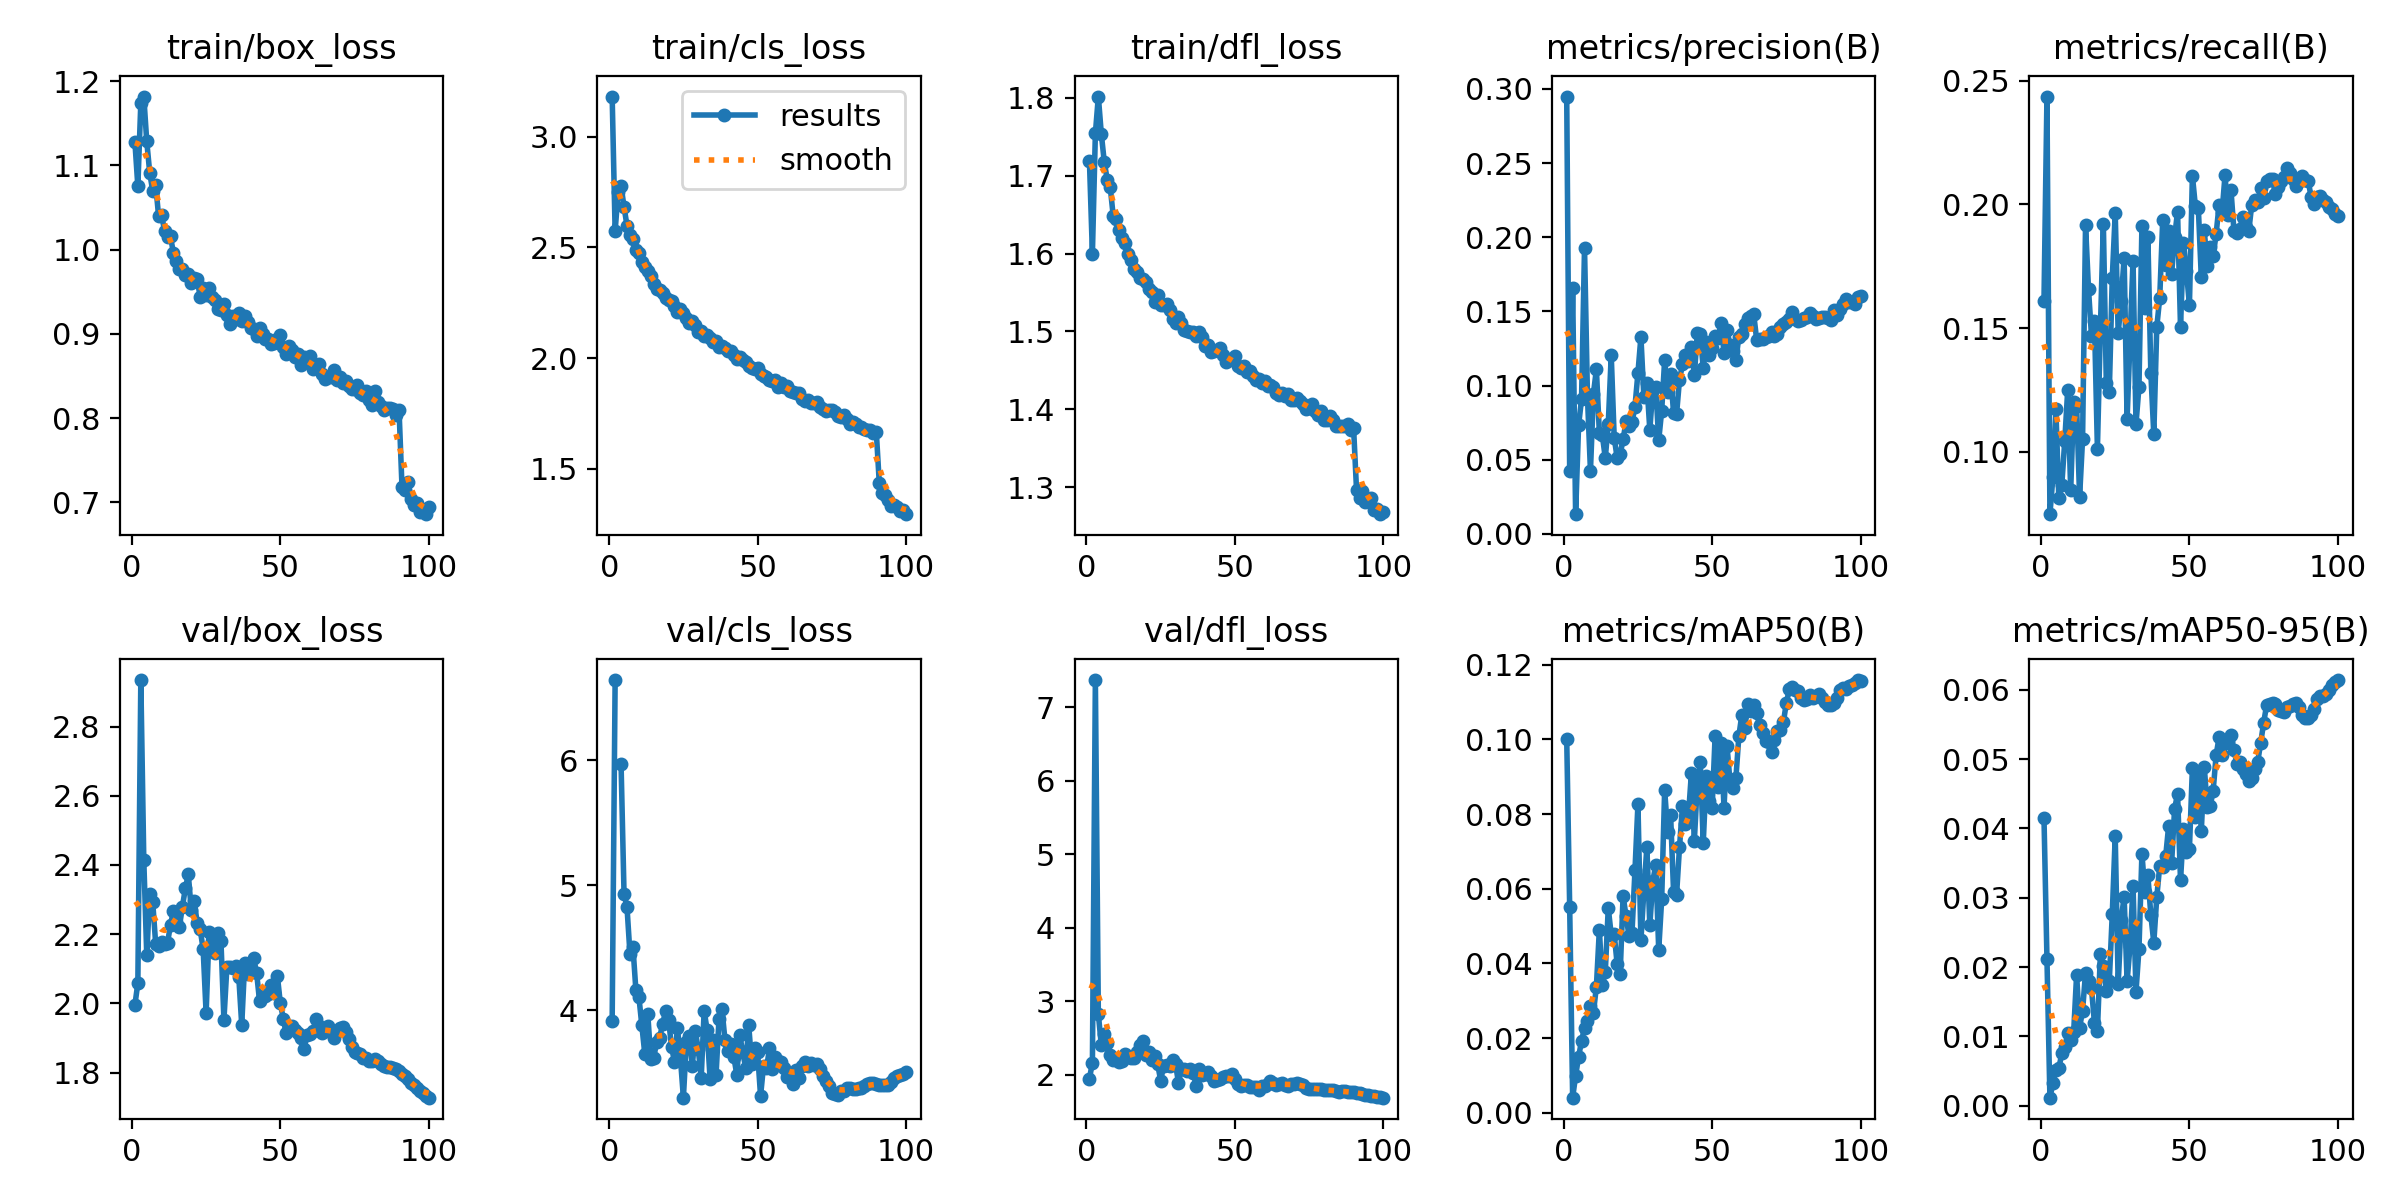 train/box_loss
1.2
1.1
1.0
0.9
0.8
0.7
0 50 100
train/cls_loss
results
smooth
3.0
2.5
2.0
1.5
0 50 100
train/dfl_loss
1.8
1.7
1.6
1.5
1.4
1.3
0 50 100
metrics/precision(B)
0.30
0.25
0.20
0.15
0.10
0.05
0.00
0 50 100
metrics/recall(B)
0.25
0.20
0.15
0.10
0 50 100
val/box_loss
2.8
2.6
2.4
2.2
2.0
1.8
0 50 100
val/cls_loss
6
5
4
0 50 100
val/dfl_loss
7
6
5
4
3
2
0 50 100
metrics/mAP50(B)
0.12
0.10
0.08
0.06
0.04
0.02
0.00
0 50 100
metrics/mAP50-95(B)
0.06
0.05
0.04
0.03
0.02
0.01
0.00
0 50 100